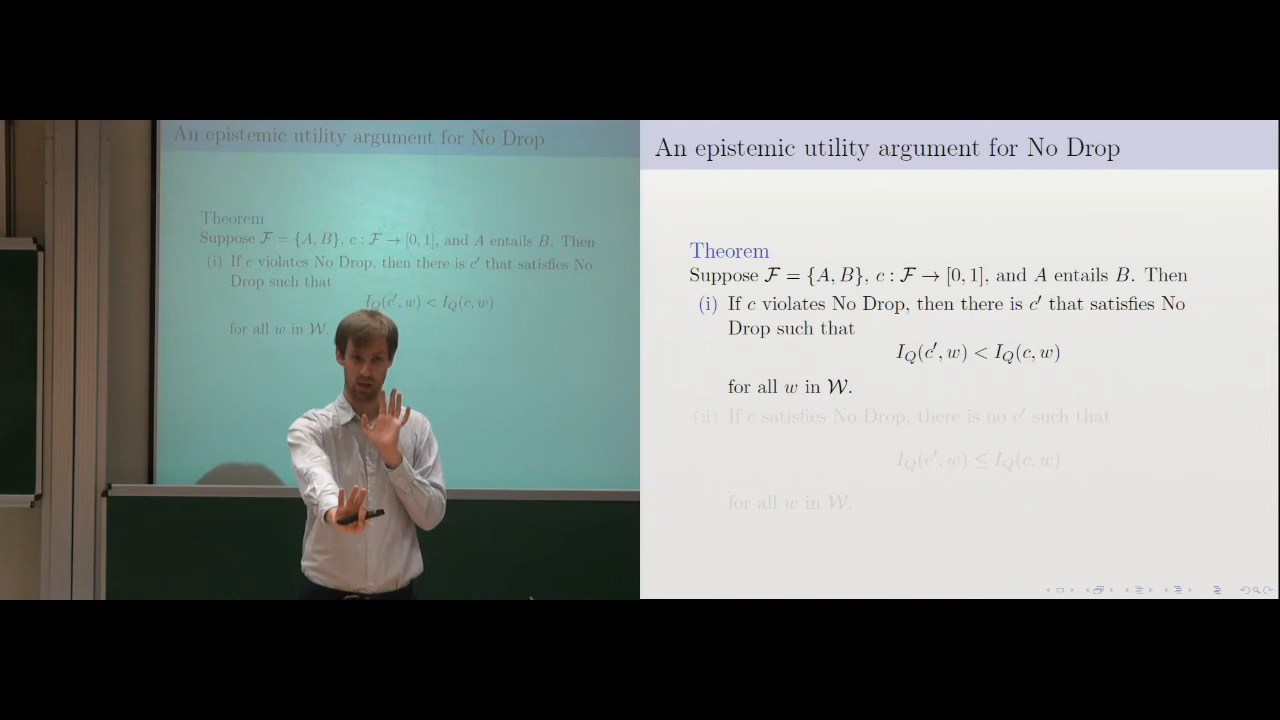 An epistemic utility argument for No Drop
Theorem
Suppose 𝓕 = {A, B}, c : 𝓕 → [0, 1], and A entails B. Then
(i) If c violates No Drop, then there is c′ that satisfies No
Drop such that
I_Q(c′, w) < I_Q(c, w)
for all w in 𝓦.
An epistemic utility argument for No Drop
Theorem
Suppose 𝓕 = {A, B}, c : 𝓕 → [0, 1], and A entails B. Then
(i) If c violates No Drop, then there is c′ that satisfies No
Drop such that
I_Q(c′, w) < I_Q(c, w)
for all w in 𝓦.
(ii) If c satisfies No Drop, there is no c′ such that
I_Q(c′, w) ≤ I_Q(c, w)
for all w in 𝓦.